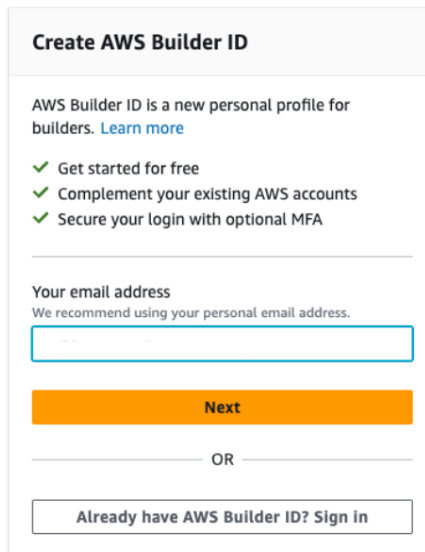 Create AWS Builder ID
AWS Builder ID is a new personal profile for
builders. Learn more
Get started for free
Complement your existing AWS accounts
Secure your login with optional MFA
Your email address
We recommend using your personal email address.
Next
OR
Already have AWS Builder ID? Sign in